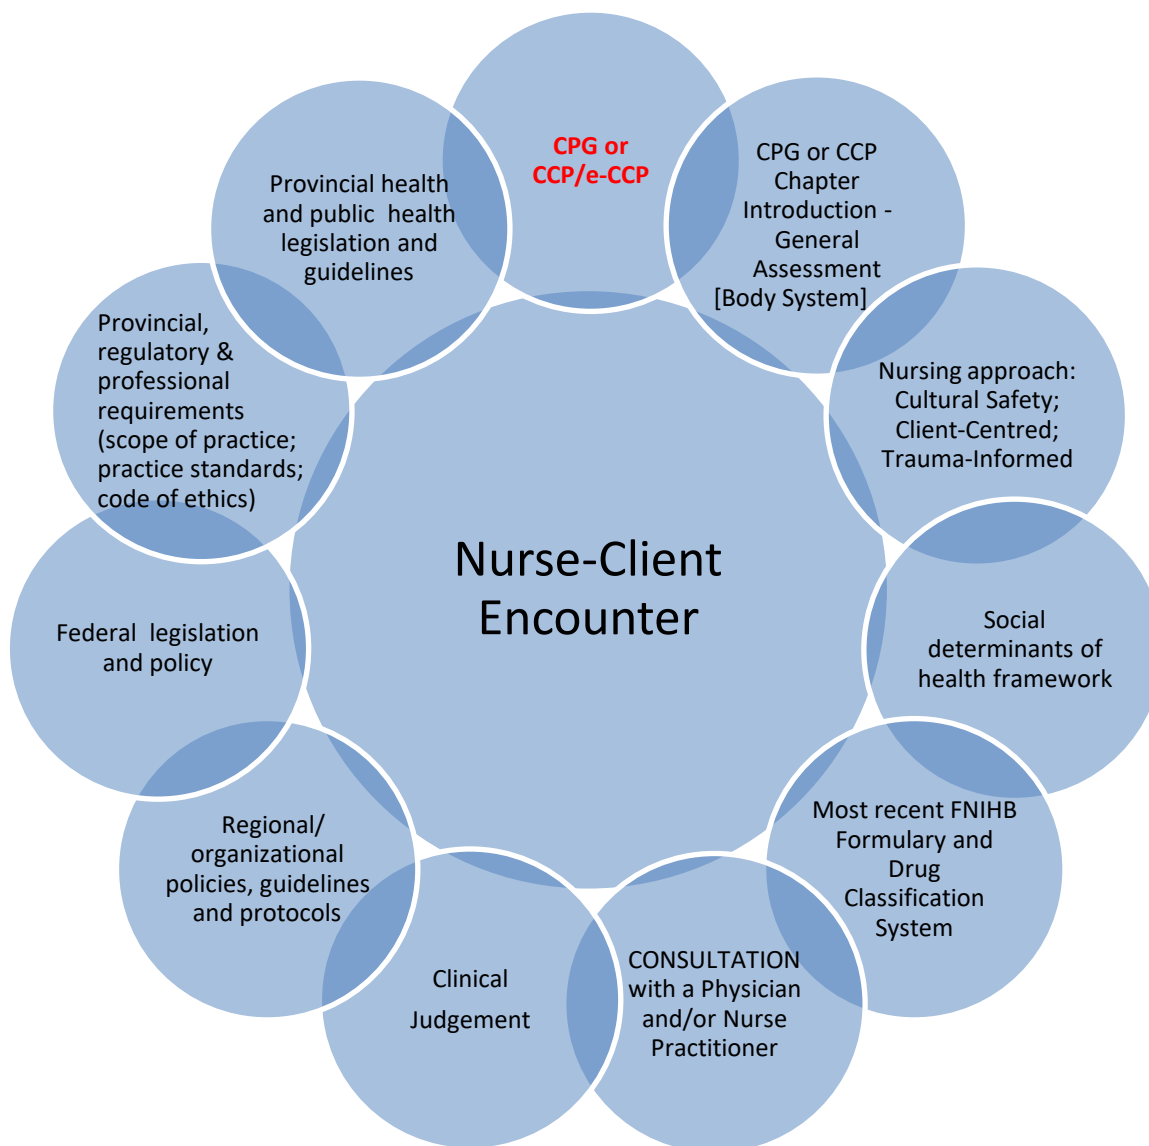 CPG or
CCP/e-CCP
CPG or CCP
Chapter
Introduction -
General
Assessment
[Body System]
Nursing approach:
Cultural Safety;
Client-Centred;
Trauma-Informed
Social
determinants of
health framework
Most recent FNIHB
Formulary and
Drug
Classification
System
CONSULTATION
with a Physician
and/or Nurse
Practitioner
Clinical
Judgement
Regional/
organizational
policies, guidelines
and protocols
Federal legislation
and policy
Provincial,
regulatory &
professional
requirements
(scope of practice;
practice standards;
code of ethics)
Provincial health
and public health
legislation and
guidelines
Nurse-Client
Encounter